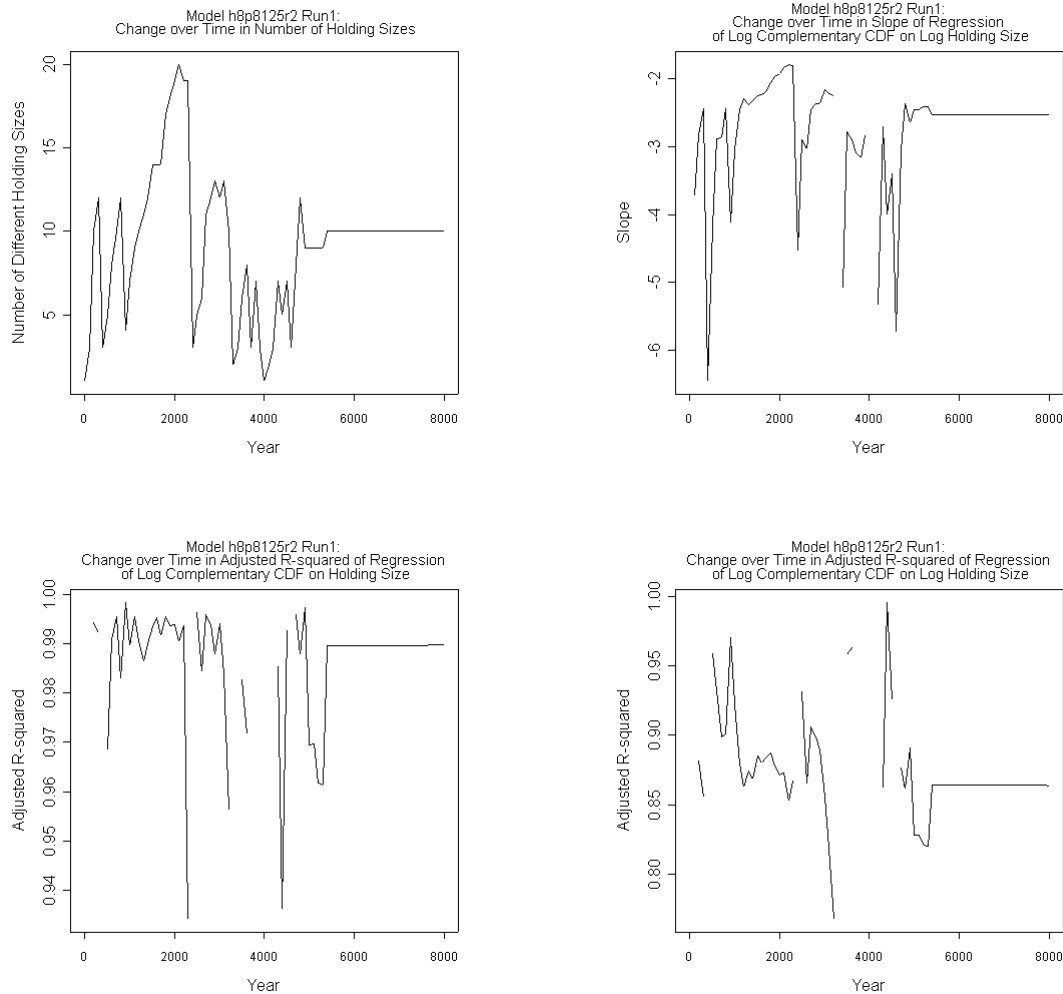 Model h8p8125r2 Run1:
Change over Time in Number of Holding Sizes
Number of Different Holding Sizes
20
15
10
5
0 2000 4000 6000 8000
Year
Model h8p8125r2 Run1:
Change over Time in Slope of Regression
of Log Complementary CDF on Log Holding Size
Slope
-2
-3
-4
-5
-6
0 2000 4000 6000 8000
Year
Model h8p8125r2 Run1:
Change over Time in Adjusted R-squared of Regression
of Log Complementary CDF on Holding Size
Adjusted R-squared
1.00
0.99
0.98
0.97
0.96
0.95
0.94
0 2000 4000 6000 8000
Year
Model h8p8125r2 Run1:
Change over Time in Adjusted R-squared of Regression
of Log Complementary CDF on Log Holding Size
Adjusted R-squared
1.00
0.95
0.90
0.85
0.80
0 2000 4000 6000 8000
Year